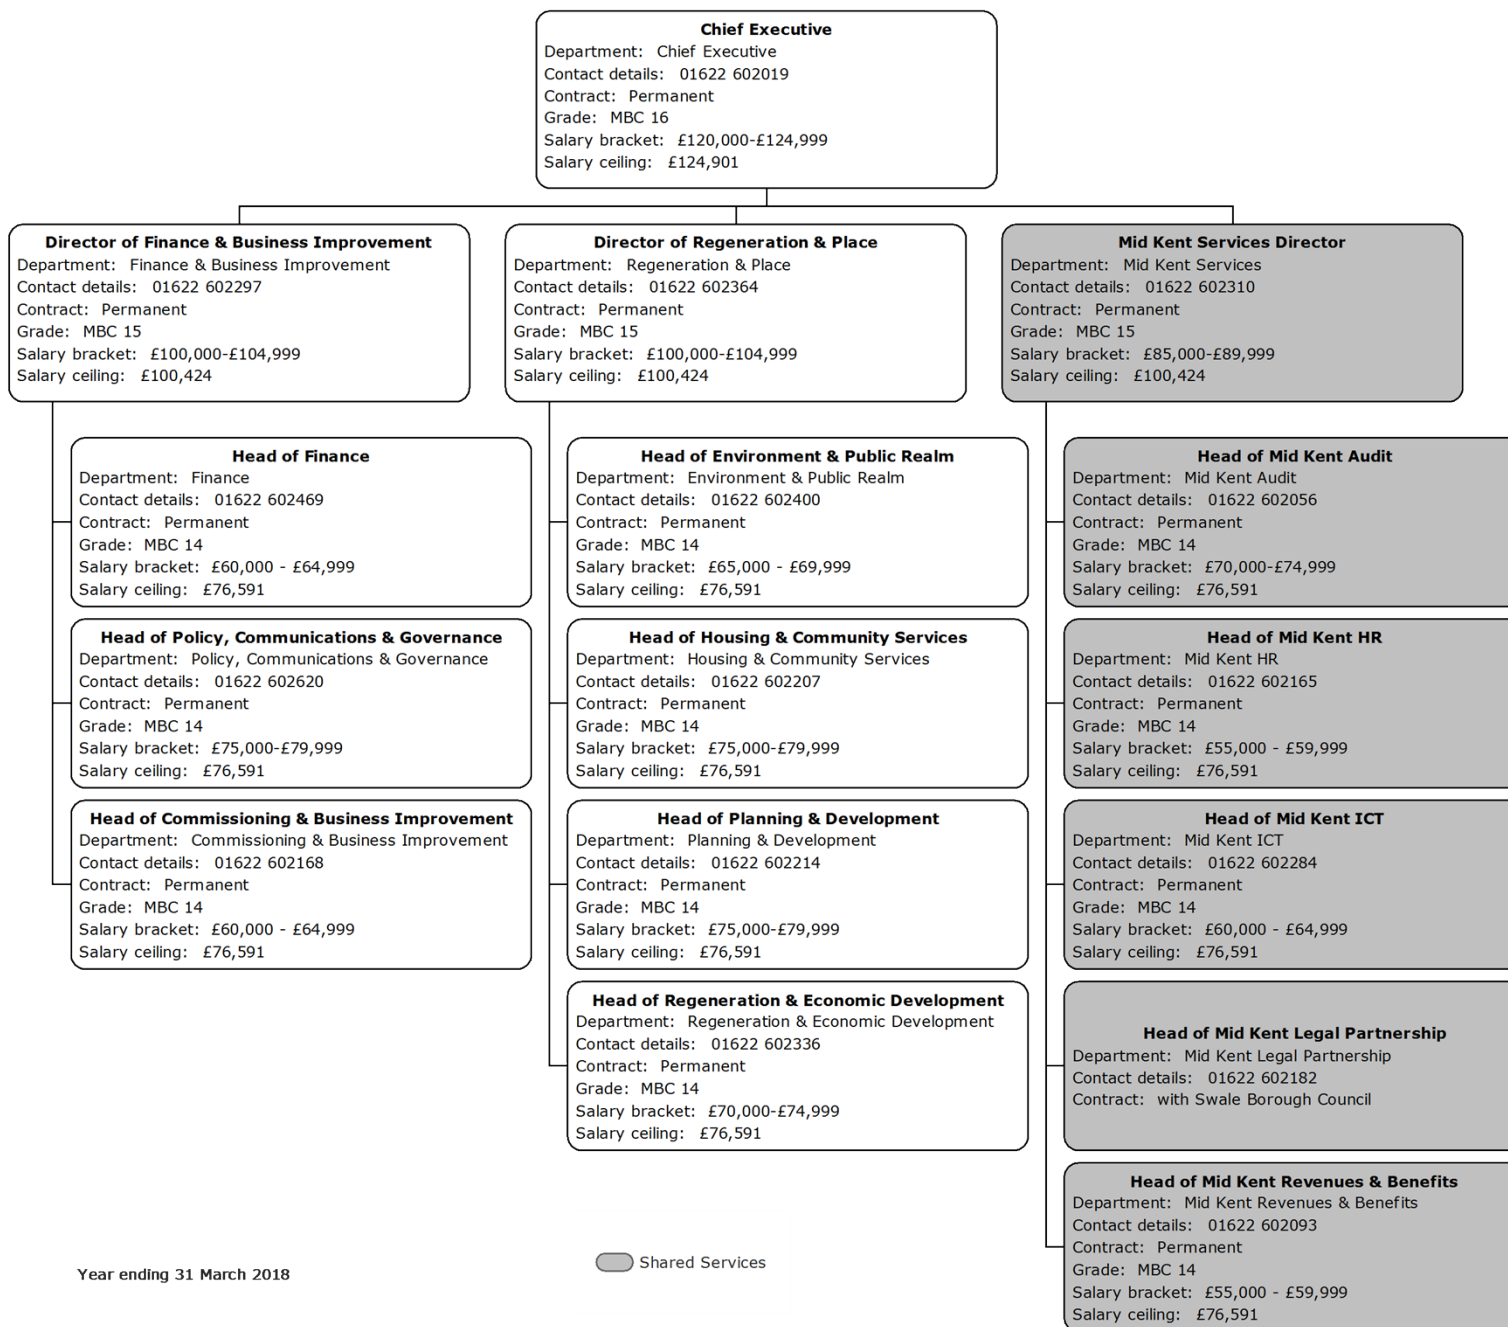 Chief Executive
Department: Chief Executive
Contact details: 01622 602019
Contract: Permanent
Grade: MBC 16
Salary bracket: £120,000-£124,999
Salary ceiling: £124,901
Director of Finance & Business Improvement
Department: Finance & Business Improvement
Contact details: 01622 602297
Contract: Permanent
Grade: MBC 15
Salary bracket: £100,000-£104,999
Salary ceiling: £100,424
Director of Regeneration & Place
Department: Regeneration & Place
Contact details: 01622 602364
Contract: Permanent
Grade: MBC 15
Salary bracket: £100,000-£104,999
Salary ceiling: £100,424
Mid Kent Services Director
Department: Mid Kent Services
Contact details: 01622 602310
Contract: Permanent
Grade: MBC 15
Salary bracket: £85,000-£89,999
Salary ceiling: £100,424
Head of Finance
Department: Finance
Contact details: 01622 602469
Contract: Permanent
Grade: MBC 14
Salary bracket: £60,000 - £64,999
Salary ceiling: £76,591
Head of Policy, Communications & Governance
Department: Policy, Communications & Governance
Contact details: 01622 602620
Contract: Permanent
Grade: MBC 14
Salary bracket: £75,000-£79,999
Salary ceiling: £76,591
Head of Commissioning & Business Improvement
Department: Commissioning & Business Improvement
Contact details: 01622 602168
Contract: Permanent
Grade: MBC 14
Salary bracket: £60,000 - £64,999
Salary ceiling: £76,591
Head of Environment & Public Realm
Department: Environment & Public Realm
Contact details: 01622 602400
Contract: Permanent
Grade: MBC 14
Salary bracket: £65,000 - £69,999
Salary ceiling: £76,591
Head of Housing & Community Services
Department: Housing & Community Services
Contact details: 01622 602207
Contract: Permanent
Grade: MBC 14
Salary bracket: £75,000-£79,999
Salary ceiling: £76,591
Head of Planning & Development
Department: Planning & Development
Contact details: 01622 602214
Contract: Permanent
Grade: MBC 14
Salary bracket: £75,000-£79,999
Salary ceiling: £76,591
Head of Regeneration & Economic Development
Department: Regeneration & Economic Development
Contact details: 01622 602336
Contract: Permanent
Grade: MBC 14
Salary bracket: £70,000-£74,999
Salary ceiling: £76,591
Head of Mid Kent Audit
Department: Mid Kent Audit
Contact details: 01622 602056
Contract: Permanent
Grade: MBC 14
Salary bracket: £70,000-£74,999
Salary ceiling: £76,591
Head of Mid Kent HR
Department: Mid Kent HR
Contact details: 01622 602165
Contract: Permanent
Grade: MBC 14
Salary bracket: £55,000 - £59,999
Salary ceiling: £76,591
Head of Mid Kent ICT
Department: Mid Kent ICT
Contact details: 01622 602284
Contract: Permanent
Grade: MBC 14
Salary bracket: £60,000 - £64,999
Salary ceiling: £76,591
Head of Mid Kent Legal Partnership
Department: Mid Kent Legal Partnership
Contact details: 01622 602182
Contract: with Swale Borough Council
Head of Mid Kent Revenues & Benefits
Department: Mid Kent Revenues & Benefits
Contact details: 01622 602093
Contract: Permanent
Grade: MBC 14
Salary bracket: £55,000 - £59,999
Salary ceiling: £76,591
Shared Services
Year ending 31 March 2018